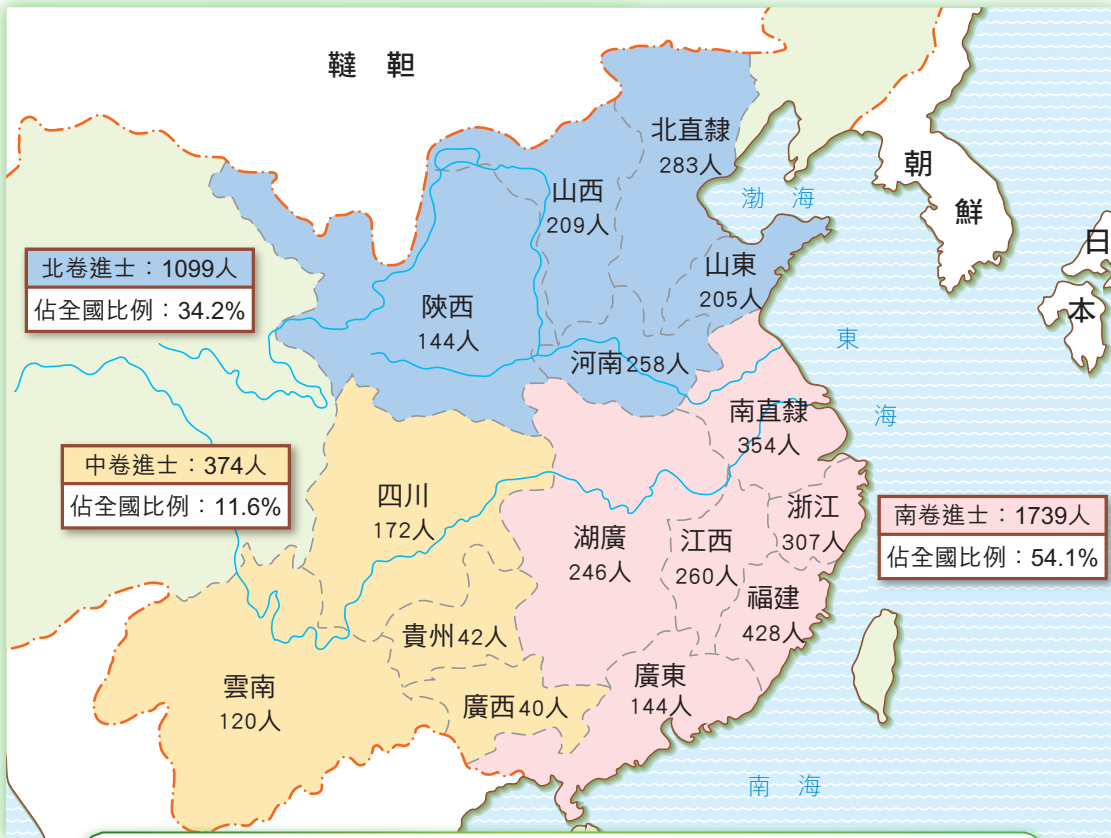 韃靼
北直隸
283人
朝鮮
渤海
山西
209人
日本
山東
205人
北卷進士：1099人
佔全國比例：34.2%
陝西
144人
東海
河南258人
南直隸
354人
中卷進士：374人
佔全國比例：11.6%
四川
172人
浙江
307人
南卷進士：1739人
佔全國比例：54.1%
湖廣
246人
江西
260人
福建
428人
貴州42人
雲南
120人
廣西40人
廣東
144人
南海